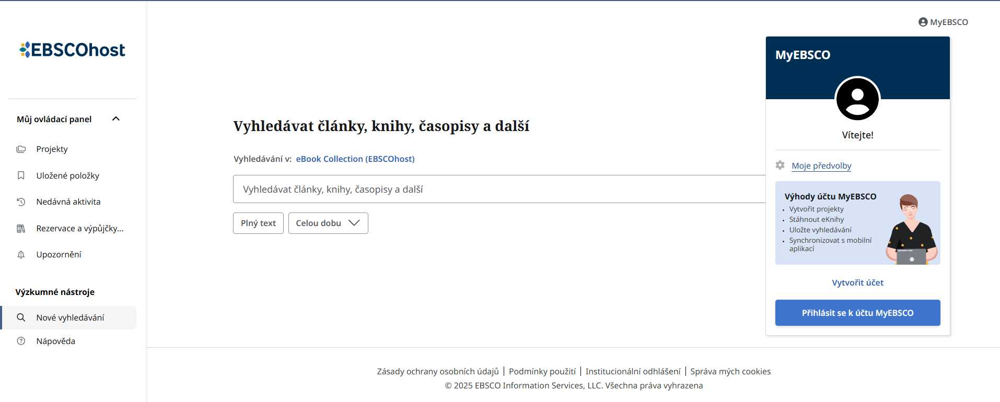 EBSCOhost
Můj ovládací panel
Projekty
Uložené položky
Nedávná aktivita
Rezervace a výpůjčky...
Upozornění
Výzkumné nástroje
Nové vyhledávání
Nápověda
Vyhledávat články, knihy, časopisy a další
Vyhledávání v: eBook Collection (EBSCOhost)
Vyhledávat články, knihy, časopisy a další
Plný text Celou dobu
MyEBSCO
MyEBSCO
Vítejte!
Moje předvolby
Výhody účtu MyEBSCO
• Vytvořit projekty
• Stáhnout eKnihy
• Uložte vyhledávání
• Synchronizovat s mobilní
aplikací
Vytvořit účet
Přihlásit se k účtu MyEBSCO
Zásady ochrany osobních údajů | Podmínky použití | Institucionální odhlášení | Správa mých cookies
© 2025 EBSCO Information Services, LLC. Všechna práva vyhrazena